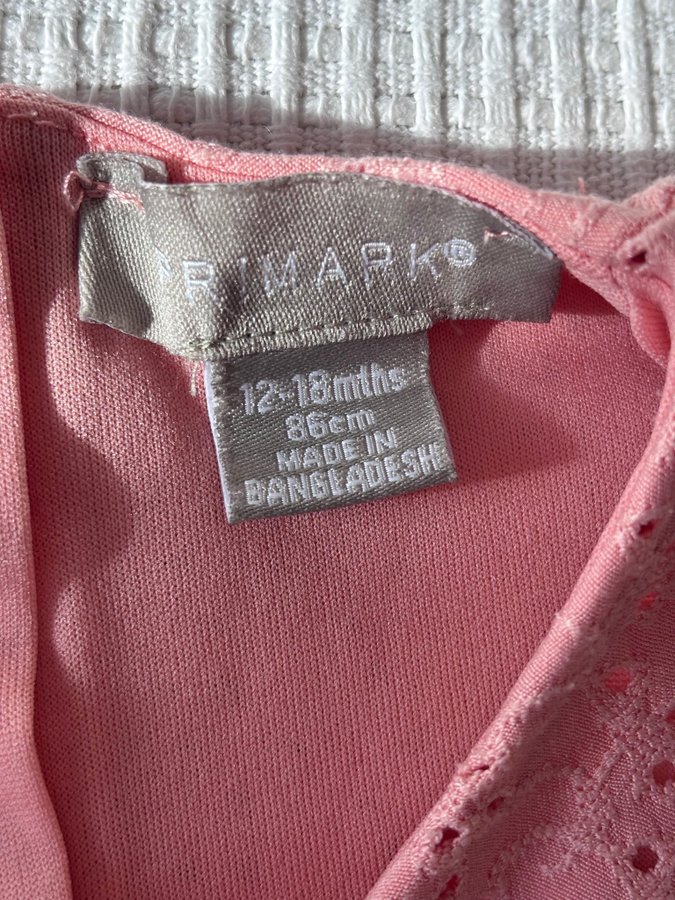 PRIMARK®
12-18mths
86cm
MADE IN
BANGLADESH